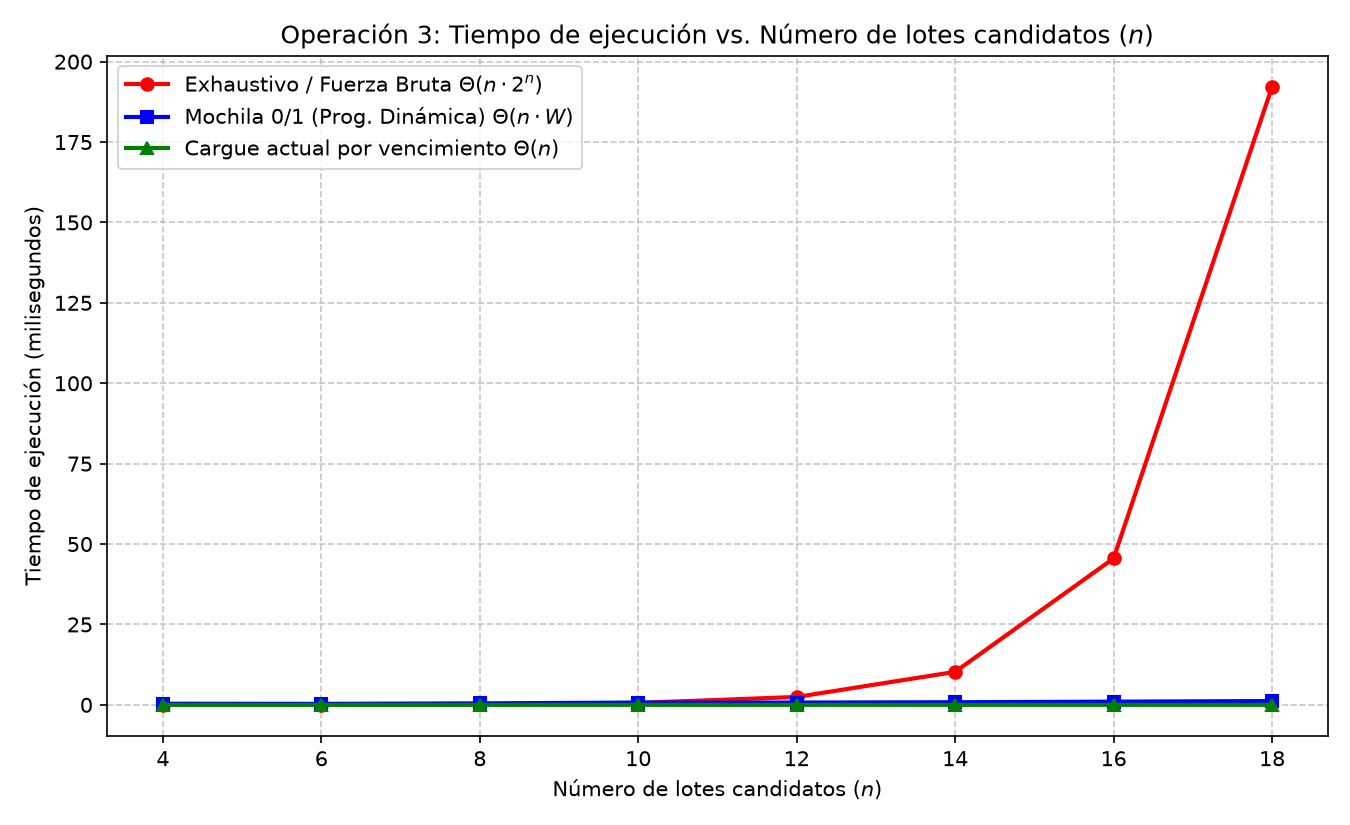 Operación 3: Tiempo de ejecución vs. Número de lotes candidatos (n)
Exhaustivo / Fuerza Bruta Θ(n · 2ⁿ)
Mochila 0/1 (Prog. Dinámica) Θ(n · W)
Cargue actual por vencimiento Θ(n)
Tiempo de ejecución (milisegundos)
200
175
150
125
100
75
50
25
0
4 6 8 10 12 14 16 18
Número de lotes candidatos (n)